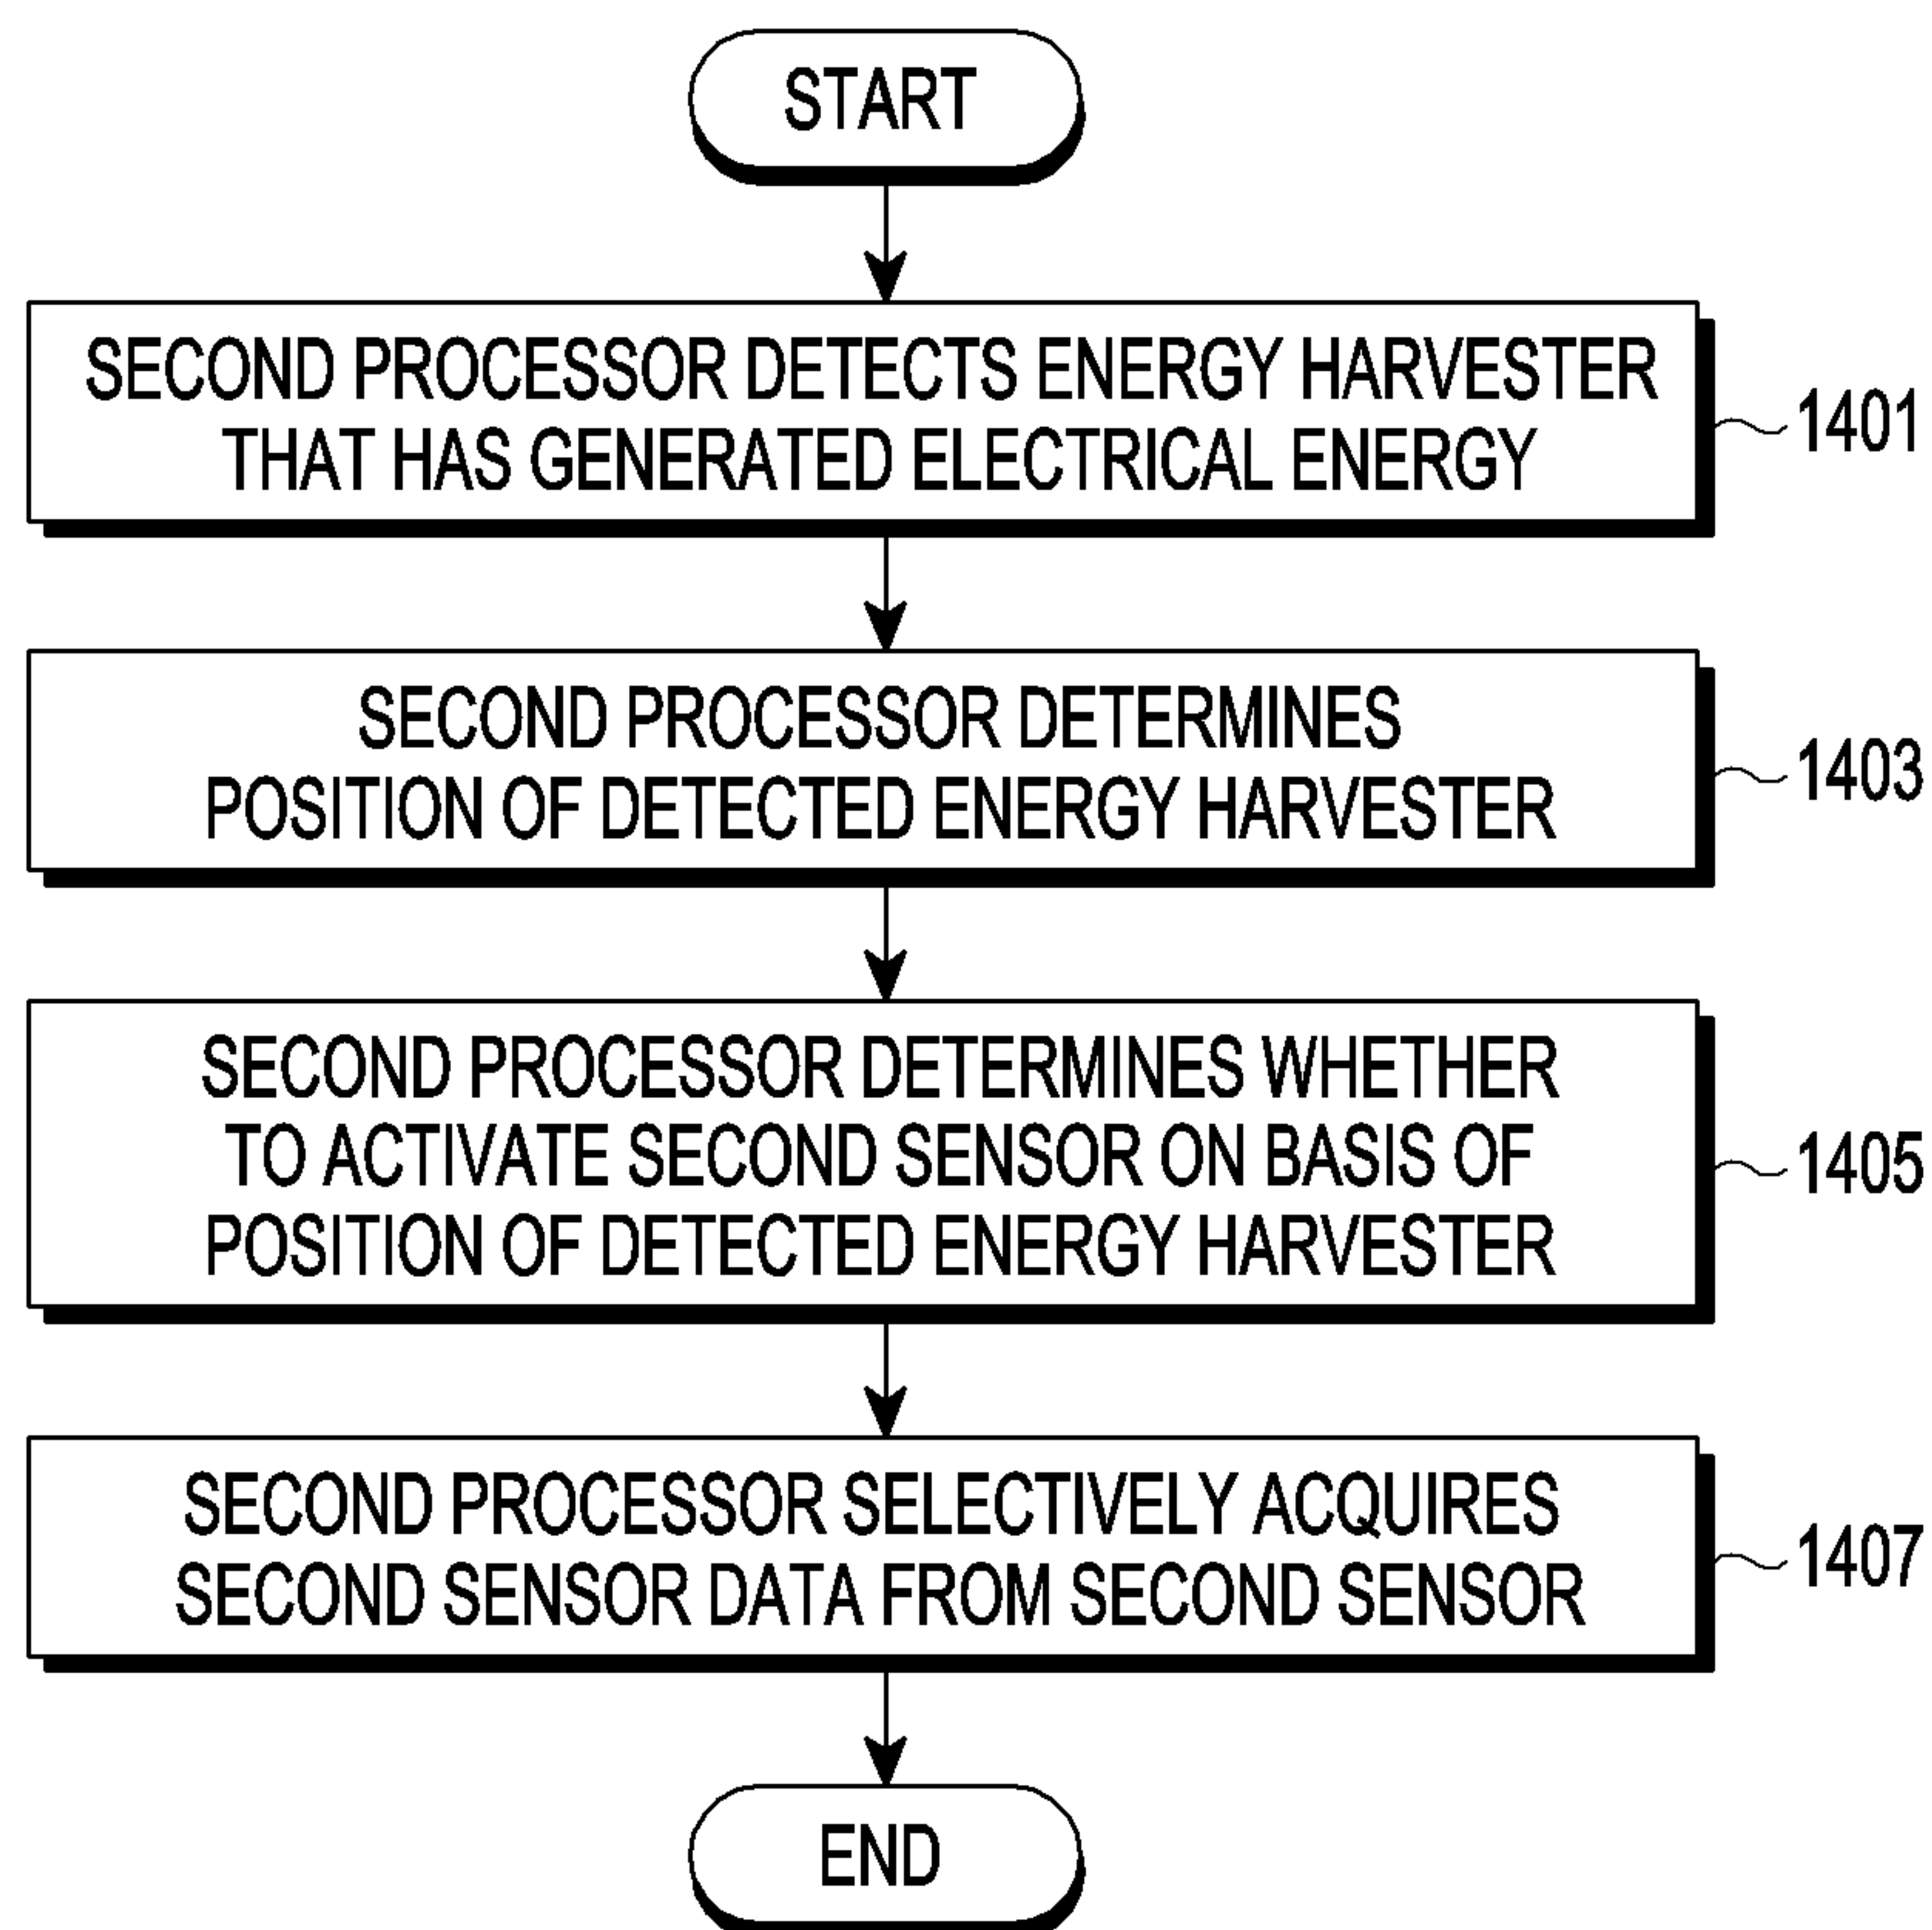 START
SECOND PROCESSOR DETECTS ENERGY HARVESTER
THAT HAS GENERATED ELECTRICAL ENERGY
1401
SECOND PROCESSOR DETERMINES
POSITION OF DETECTED ENERGY HARVESTER
1403
SECOND PROCESSOR DETERMINES WHETHER
TO ACTIVATE SECOND SENSOR ON BASIS OF
POSITION OF DETECTED ENERGY HARVESTER
1405
SECOND PROCESSOR SELECTIVELY ACQUIRES
SECOND SENSOR DATA FROM SECOND SENSOR
1407
END